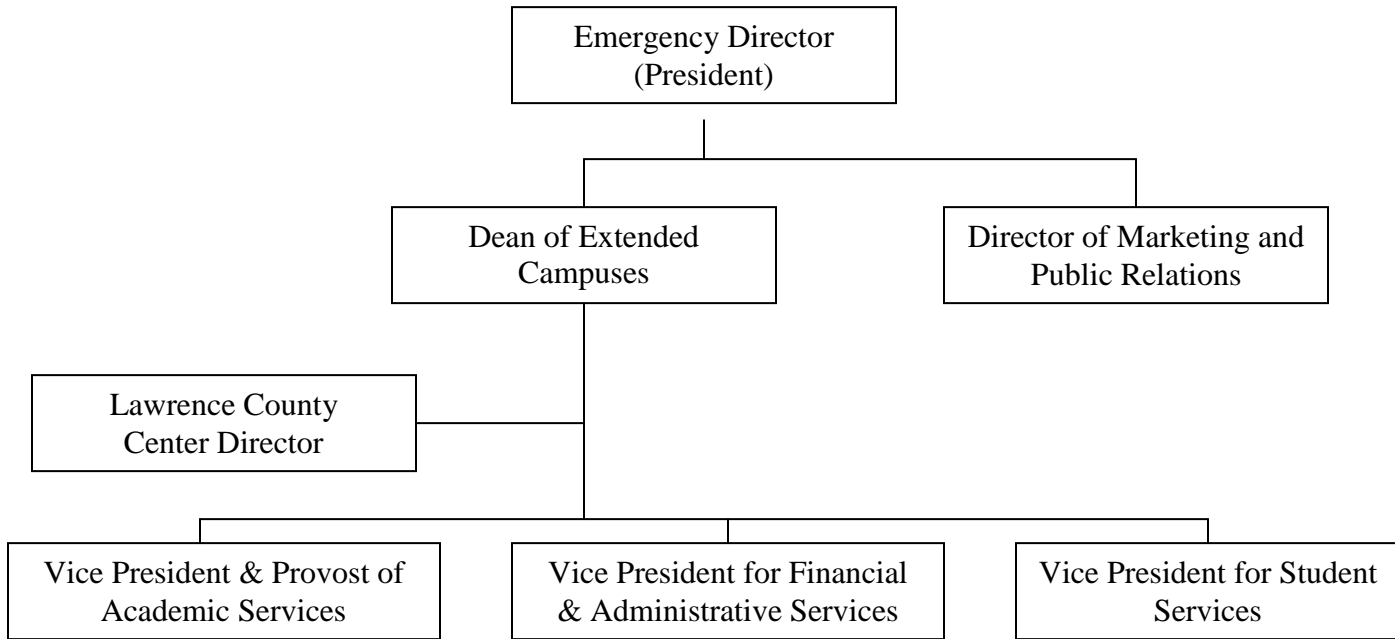 Emergency Director
(President)
Dean of Extended
Campuses
Director of Marketing and
Public Relations
Lawrence County
Center Director
Vice President & Provost of
Academic Services
Vice President for Financial
& Administrative Services
Vice President for Student
Services